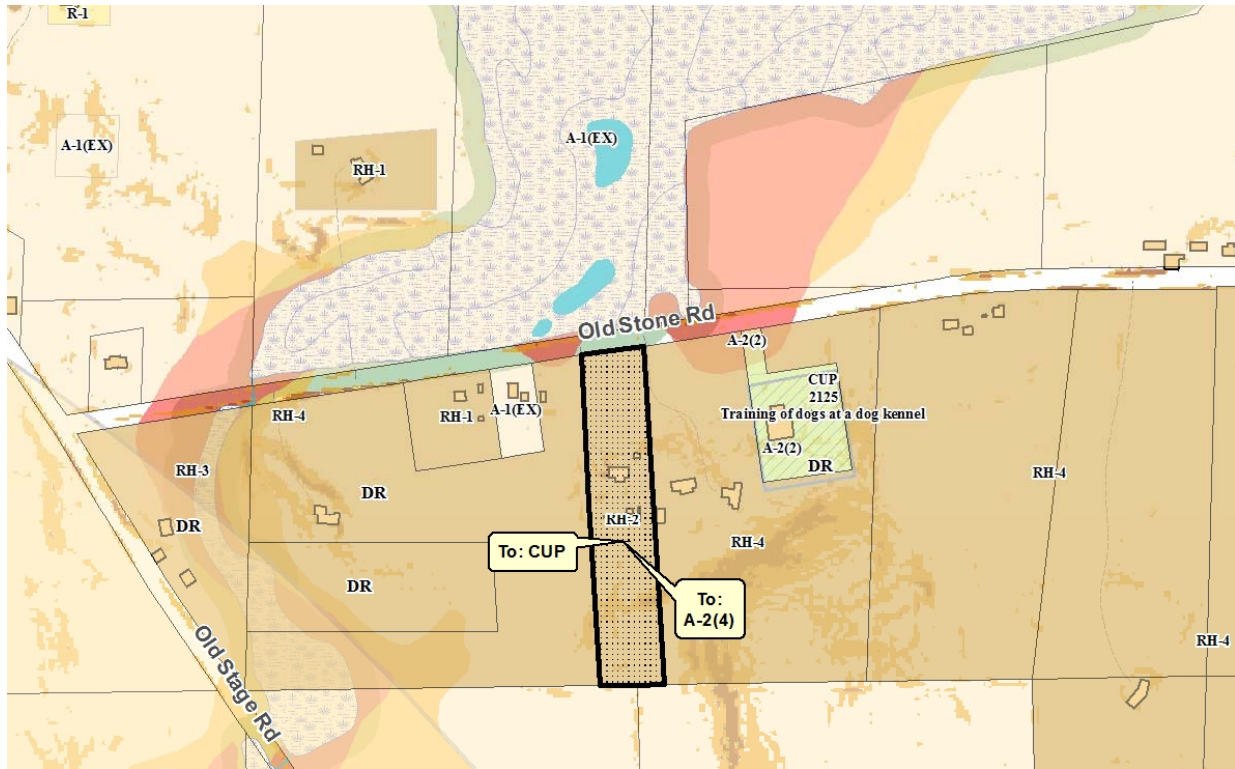 R-1
A-1(EX)
A-1(EX)
RH-1
Old Stone Rd
A-2(2)
CUP
2125
Training of dogs at a dog kennel
A-2(2)
DR
RH-4
RH-1
A-1(EX)
RH-3
DR
DR
RH-2
RH-4
RH-4
To: CUP
DR
To:
A-2(4)
RH-4
Old Stage Rd